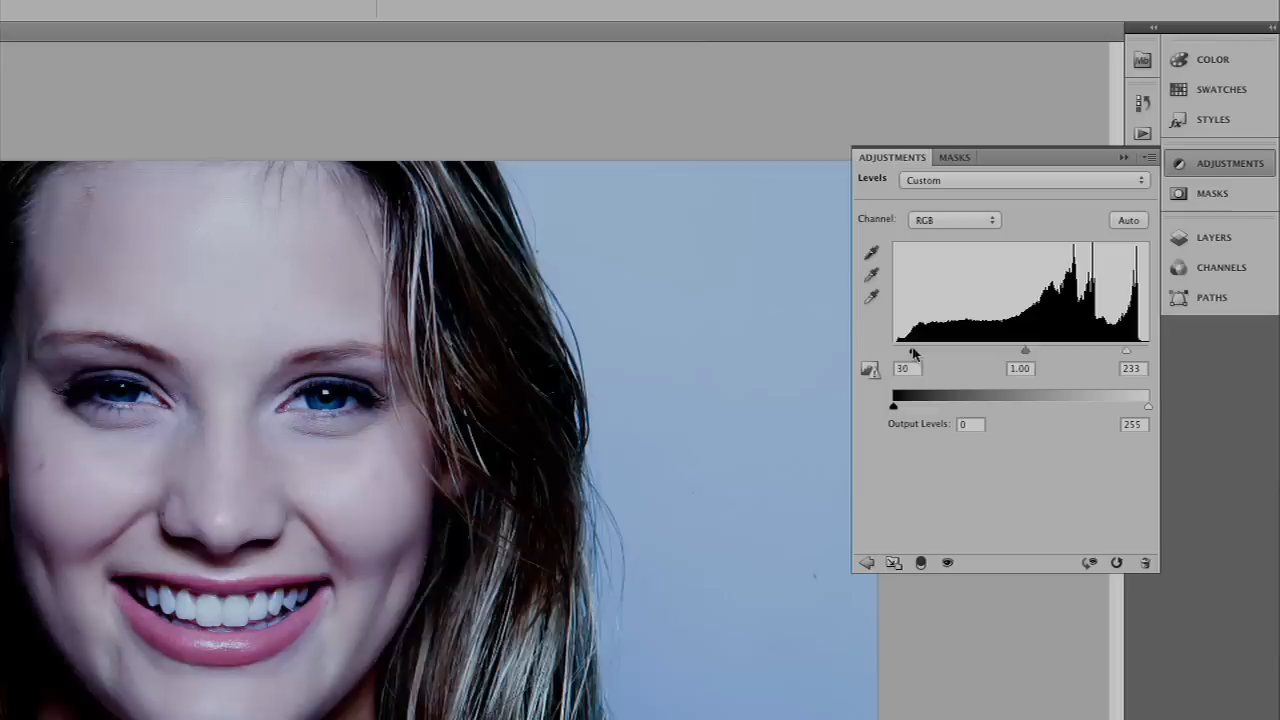 COLOR
SWATCHES
STYLES
ADJUSTMENTS
MASKS
LAYERS
CHANNELS
PATHS
ADJUSTMENTS MASKS
Levels Custom
Channel: RGB Auto
30 1.00 233
Output Levels: 0 255